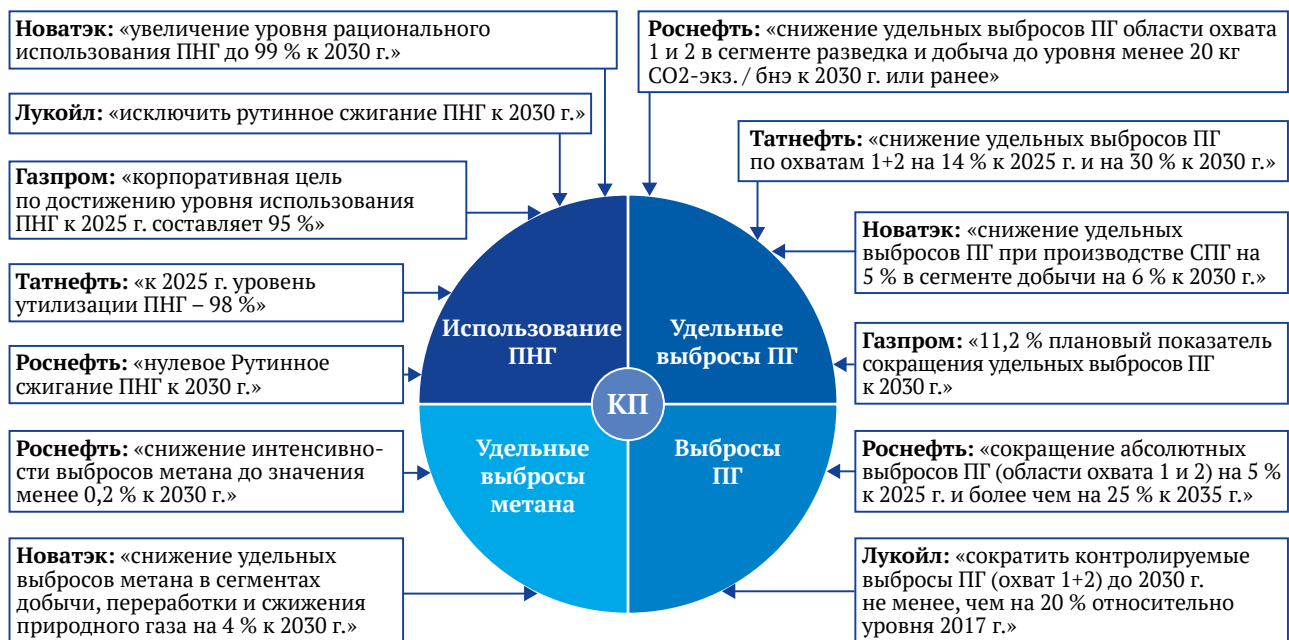 Новатэк: «увеличение уровня рационального
использования ПНГ до 99 % к 2030 г.»
Лукойл: «исключить рутинное сжигание ПНГ к 2030 г.»
Газпром: «корпоративная цель
по достижению уровня использования
ПНГ к 2025 г. составляет 95 %»
Татнефть: «к 2025 г. уровень
утилизации ПНГ – 98 %»
Роснефть: «нулевое Рутинное
сжигание ПНГ к 2030 г.»
Роснефть: «снижение интенсивно-
сти выбросов метана до значения
менее 0,2 % к 2030 г.»
Новатэк: «снижение удельных
выбросов метана в сегментах
добычи, переработки и сжижения
природного газа на 4 % к 2030 г.»
Использование
ПНГ
Удельные
выбросы ПГ
КП
Удельные
выбросы
метана
Выбросы
ПГ
Роснефть: «снижение удельных выбросов ПГ области охвата
1 и 2 в сегменте разведка и добыча до уровня менее 20 кг
СО2-экз. / бнэ к 2030 г. или ранее»
Татнефть: «снижение удельных выбросов ПГ
по охватам 1+2 на 14 % к 2025 г. и на 30 % к 2030 г.»
Новатэк: «снижение удельных
выбросов ПГ при производстве СПГ на
5 % в сегменте добычи на 6 % к 2030 г.»
Газпром: «11,2 % плановый показатель
сокращения удельных выбросов ПГ
к 2030 г.»
Роснефть: «сокращение абсолютных
выбросов ПГ (области охвата 1 и 2) на 5 %
к 2025 г. и более чем на 25 % к 2035 г.»
Лукойл: «сократить контролируемые
выбросы ПГ (охват 1+2) до 2030 г.
не менее, чем на 20 % относительно
уровня 2017 г.»